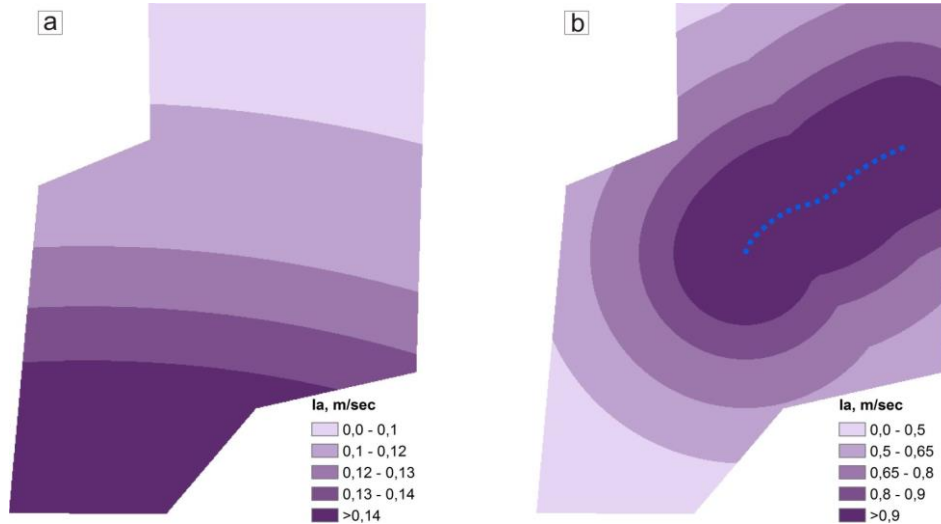 a
b
Ia, m/sec
0,0 - 0,1
0,1 - 0,12
0,12 - 0,13
0,13 - 0,14
>0,14
Ia, m/sec
0,0 - 0,5
0,5 - 0,65
0,65 - 0,8
0,8 - 0,9
>0,9